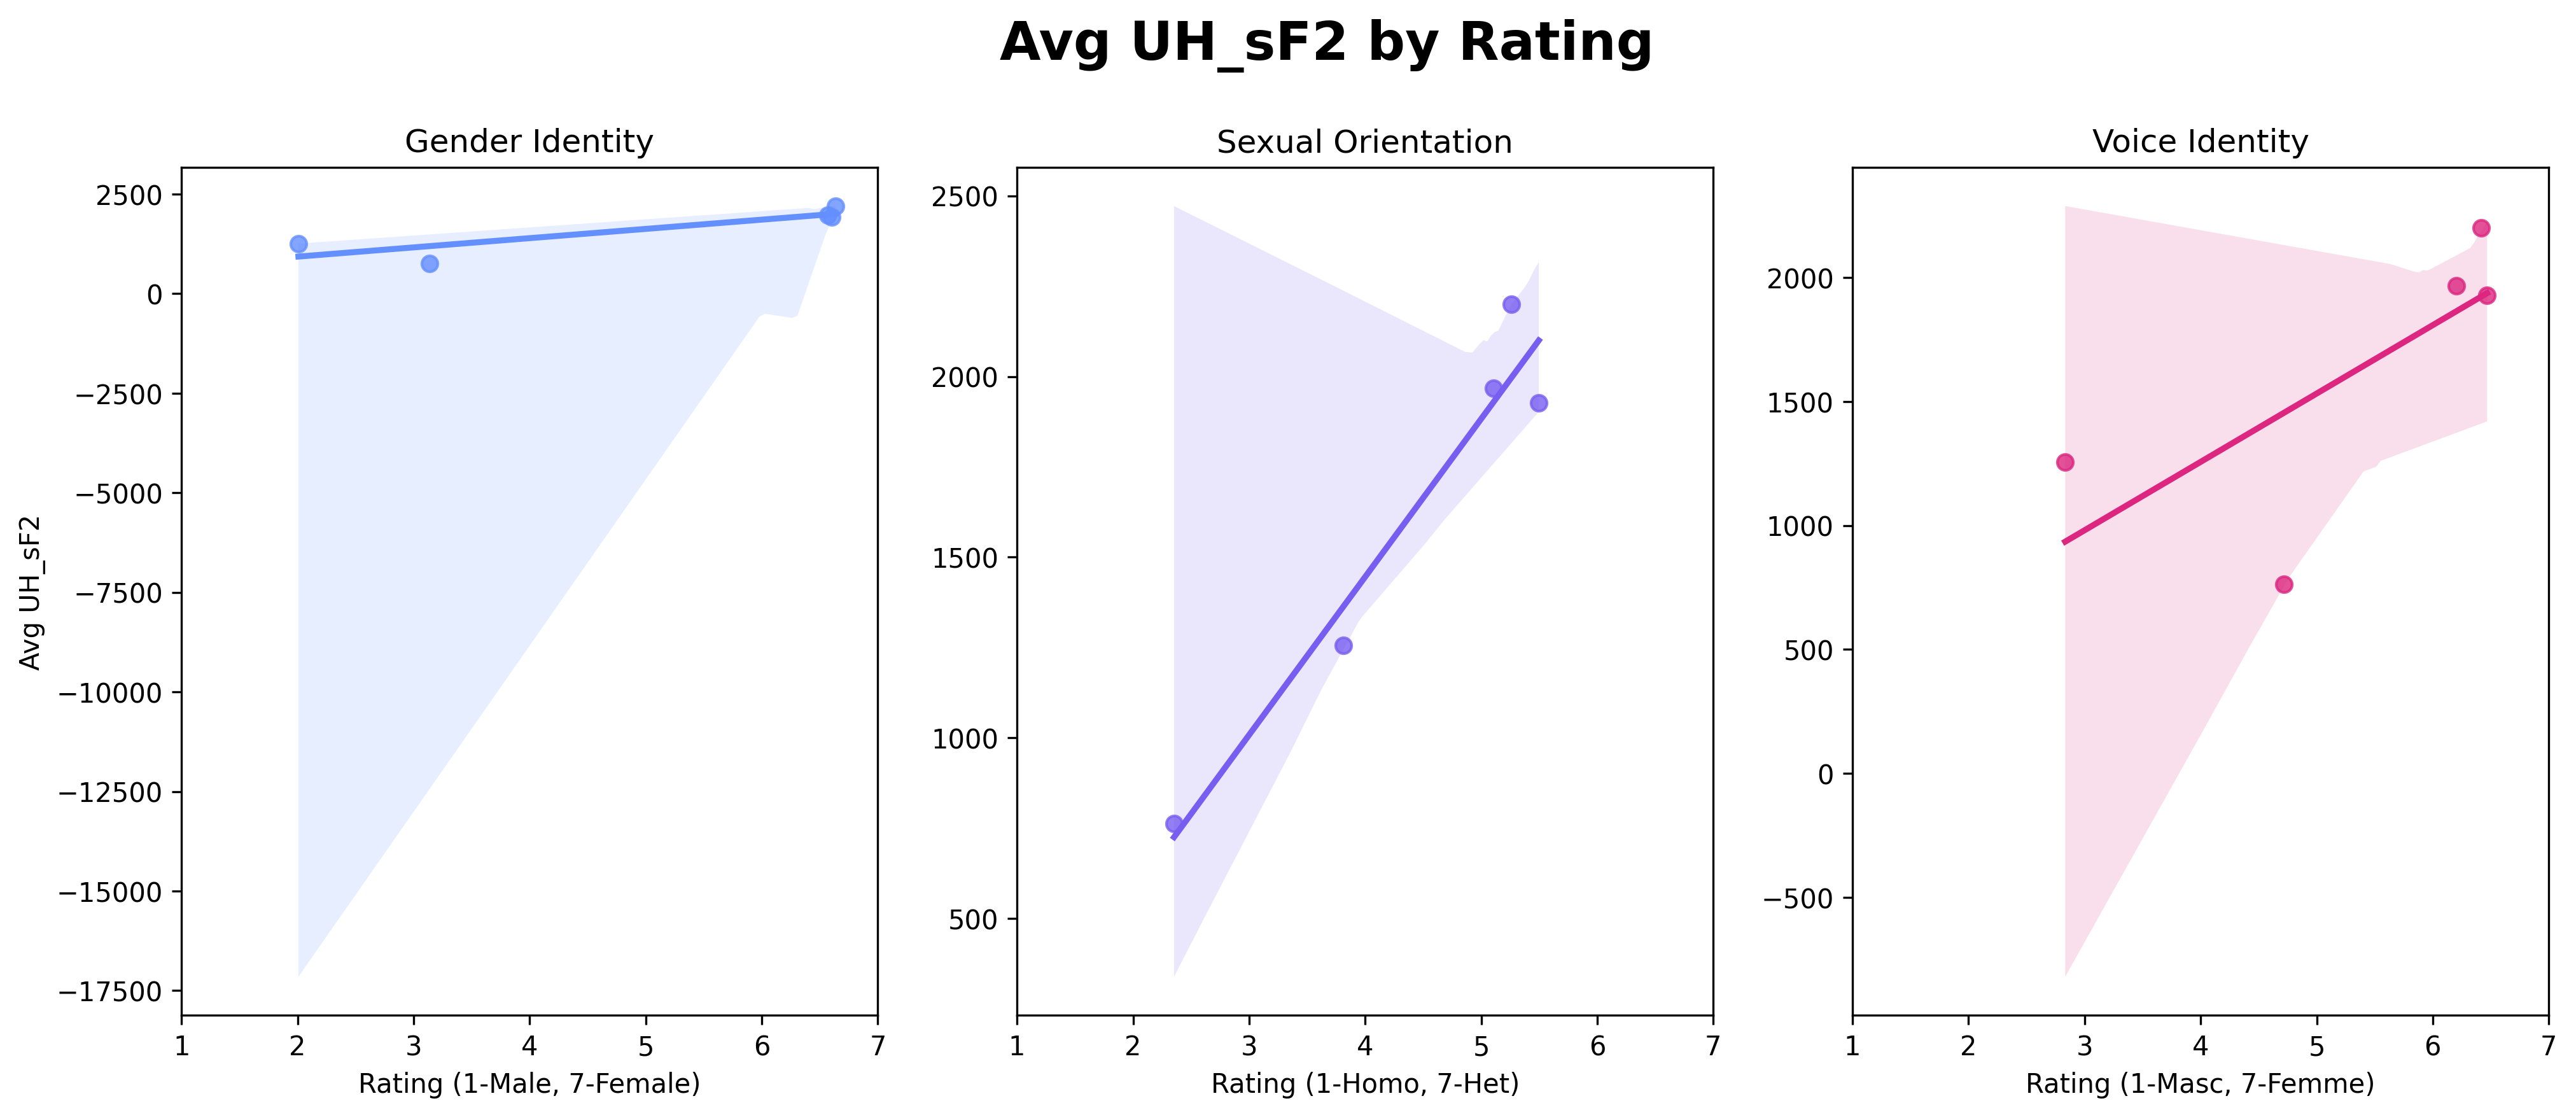 Avg UH_sF2 by Rating
Gender Identity
Sexual Orientation
Voice Identity
Avg UH_sF2
2500
0
−2500
−5000
−7500
−10000
−12500
−15000
−17500
1 2 3 4 5 6 7
Rating (1-Male, 7-Female)
2500
2000
1500
1000
500
1 2 3 4 5 6 7
Rating (1-Homo, 7-Het)
2000
1500
1000
500
0
−500
1 2 3 4 5 6 7
Rating (1-Masc, 7-Femme)